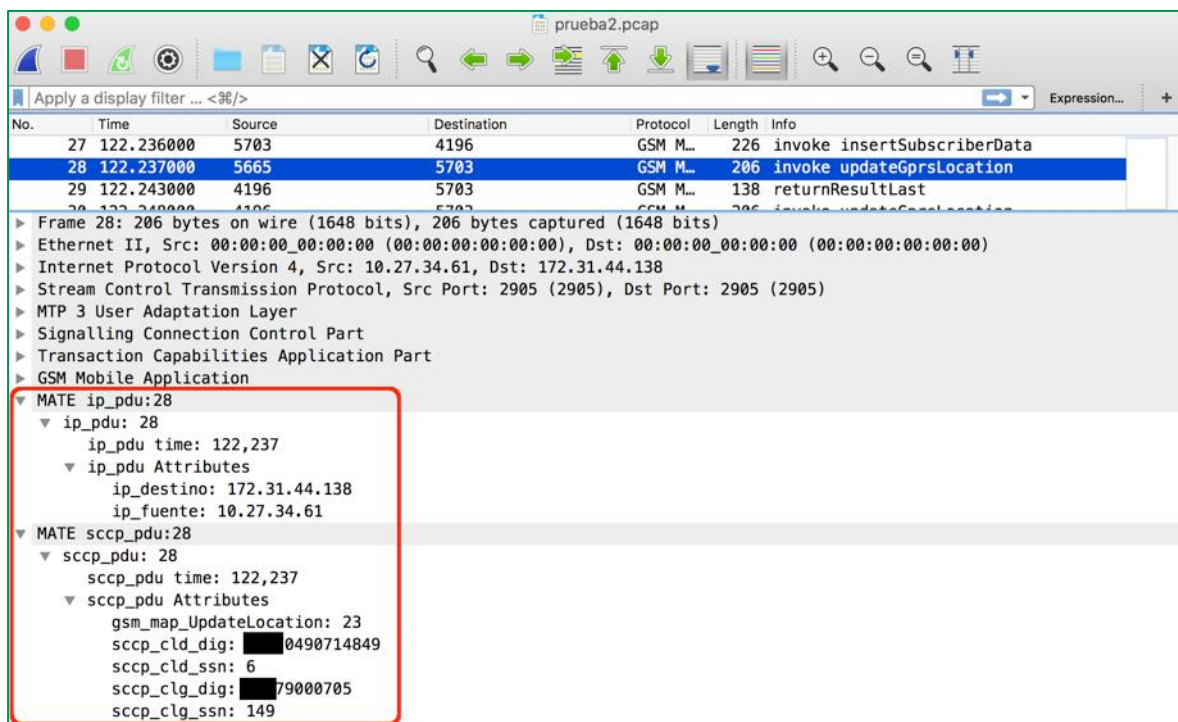 prueba2.pcap
Apply a display filter ... <⌘/>
Expression...
+
No. Time Source Destination Protocol Length Info
27 122.236000 5703 4196 GSM M... 226 invoke insertSubscriberData
28 122.237000 5665 5703 GSM M... 206 invoke updateGprsLocation
29 122.243000 4196 5703 GSM M... 138 returnResultLast
Frame 28: 206 bytes on wire (1648 bits), 206 bytes captured (1648 bits)
Ethernet II, Src: 00:00:00_00:00:00 (00:00:00:00:00:00), Dst: 00:00:00_00:00:00 (00:00:00:00:00:00)
Internet Protocol Version 4, Src: 10.27.34.61, Dst: 172.31.44.138
Stream Control Transmission Protocol, Src Port: 2905 (2905), Dst Port: 2905 (2905)
MTP 3 User Adaptation Layer
Signalling Connection Control Part
Transaction Capabilities Application Part
GSM Mobile Application
MATE ip_pdu:28
ip_pdu: 28
ip_pdu time: 122,237
ip_pdu Attributes
ip_destino: 172.31.44.138
ip_fuente: 10.27.34.61
MATE sccp_pdu:28
sccp_pdu: 28
sccp_pdu time: 122,237
sccp_pdu Attributes
gsm_map_UpdateLocation: 23
sccp_cld_dig: 0490714849
sccp_cld_ssn: 6
sccp_clg_dig: 79000705
sccp_clg_ssn: 149